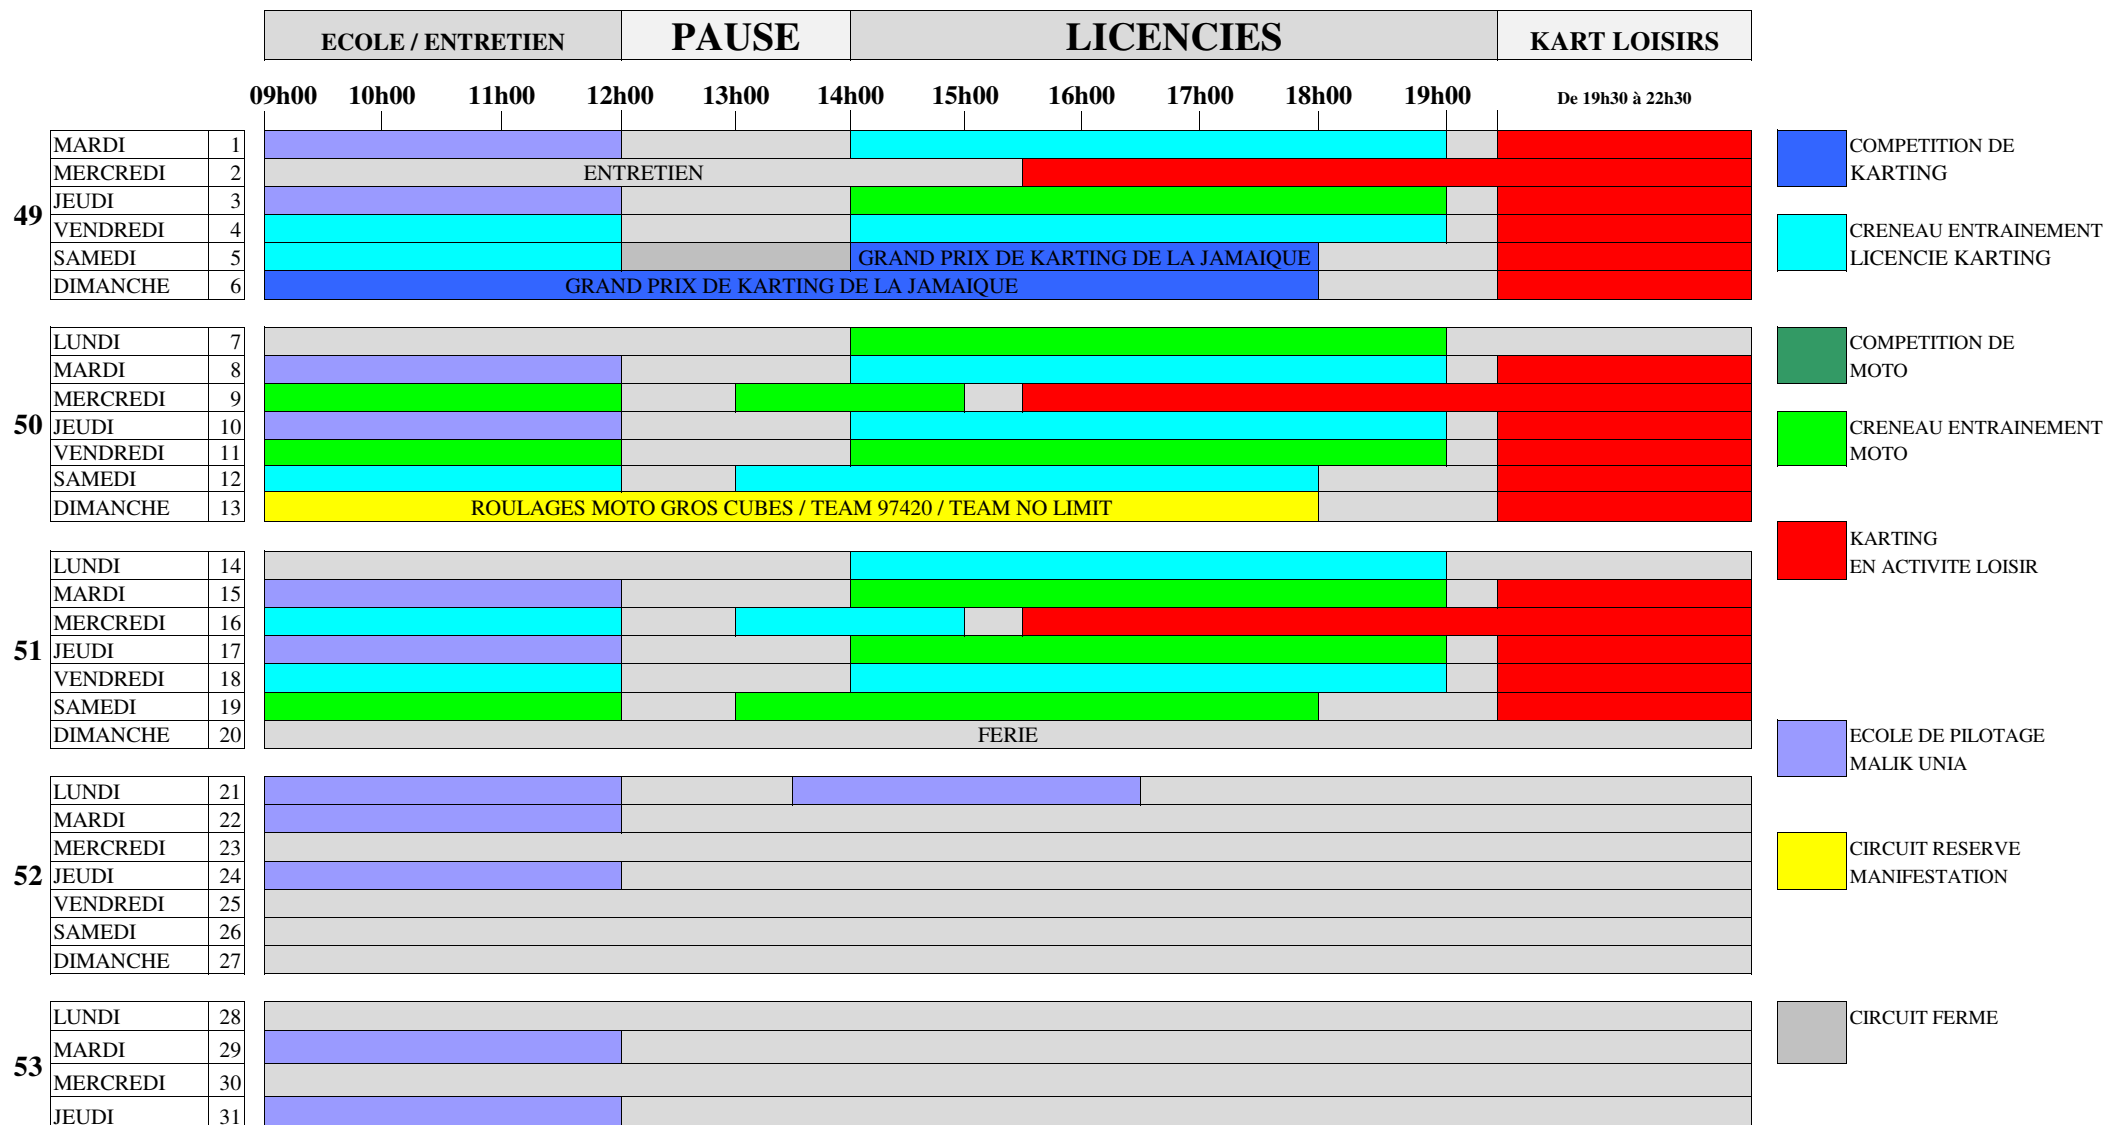 ECOLE / ENTRETIEN PAUSE LICENCIES KART LOISIRS
09h00 10h00 11h00 12h00 13h00 14h00 15h00 16h00 17h00 18h00 19h00 De 19h30 à 22h30
49
MARDI 1
MERCREDI 2 ENTRETIEN
JEUDI 3
VENDREDI 4
SAMEDI 5 GRAND PRIX DE KARTING DE LA JAMAIQUE
DIMANCHE 6 GRAND PRIX DE KARTING DE LA JAMAIQUE
50
LUNDI 7
MARDI 8
MERCREDI 9
JEUDI 10
VENDREDI 11
SAMEDI 12
DIMANCHE 13 ROULAGES MOTO GROS CUBES / TEAM 97420 / TEAM NO LIMIT
51
LUNDI 14
MARDI 15
MERCREDI 16
JEUDI 17
VENDREDI 18
SAMEDI 19
DIMANCHE 20 FERIE
52
LUNDI 21
MARDI 22
MERCREDI 23
JEUDI 24
VENDREDI 25
SAMEDI 26
DIMANCHE 27
53
LUNDI 28
MARDI 29
MERCREDI 30
JEUDI 31
COMPETITION DE
KARTING
CRENEAU ENTRAINEMENT
LICENCIE KARTING
COMPETITION DE
MOTO
CRENEAU ENTRAINEMENT
MOTO
KARTING
EN ACTIVITE LOISIR
ECOLE DE PILOTAGE
MALIK UNIA
CIRCUIT RESERVE
MANIFESTATION
CIRCUIT FERME